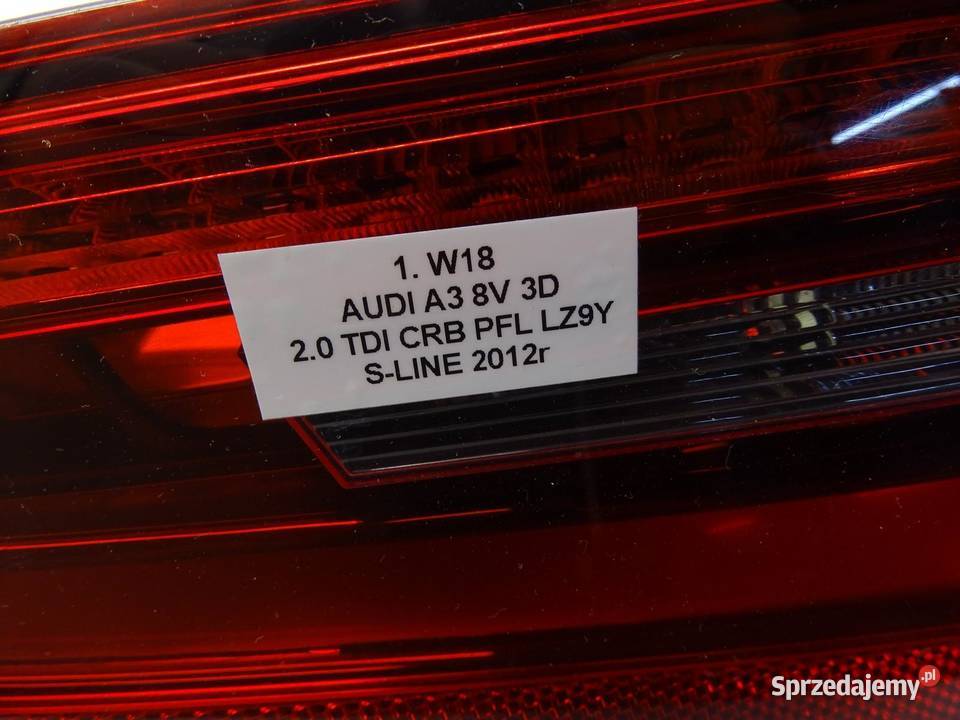 1. W18
AUDI A3 8V 3D
2.0 TDI CRB PFL LZ9Y
S-LINE 2012r
Sprzedajemy.pl